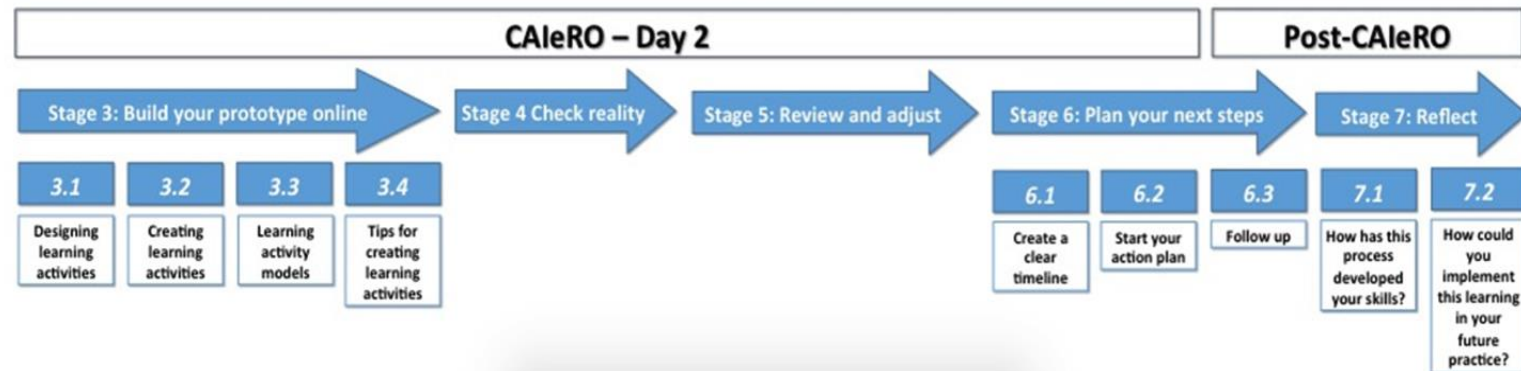 CAIeRO – Day 2
Post-CAIeRO
Stage 3: Build your prototype online
Stage 4 Check reality
Stage 5: Review and adjust
Stage 6: Plan your next steps
Stage 7: Reflect
3.1
Designing
learning
activities
3.2
Creating
learning
activities
3.3
Learning
activity
models
3.4
Tips for
creating
learning
activities
6.1
Create a
clear
timeline
6.2
Start your
action plan
6.3
Follow up
7.1
How has this
process
developed
your skills?
7.2
How could
you
implement
this learning
in your
future
practice?